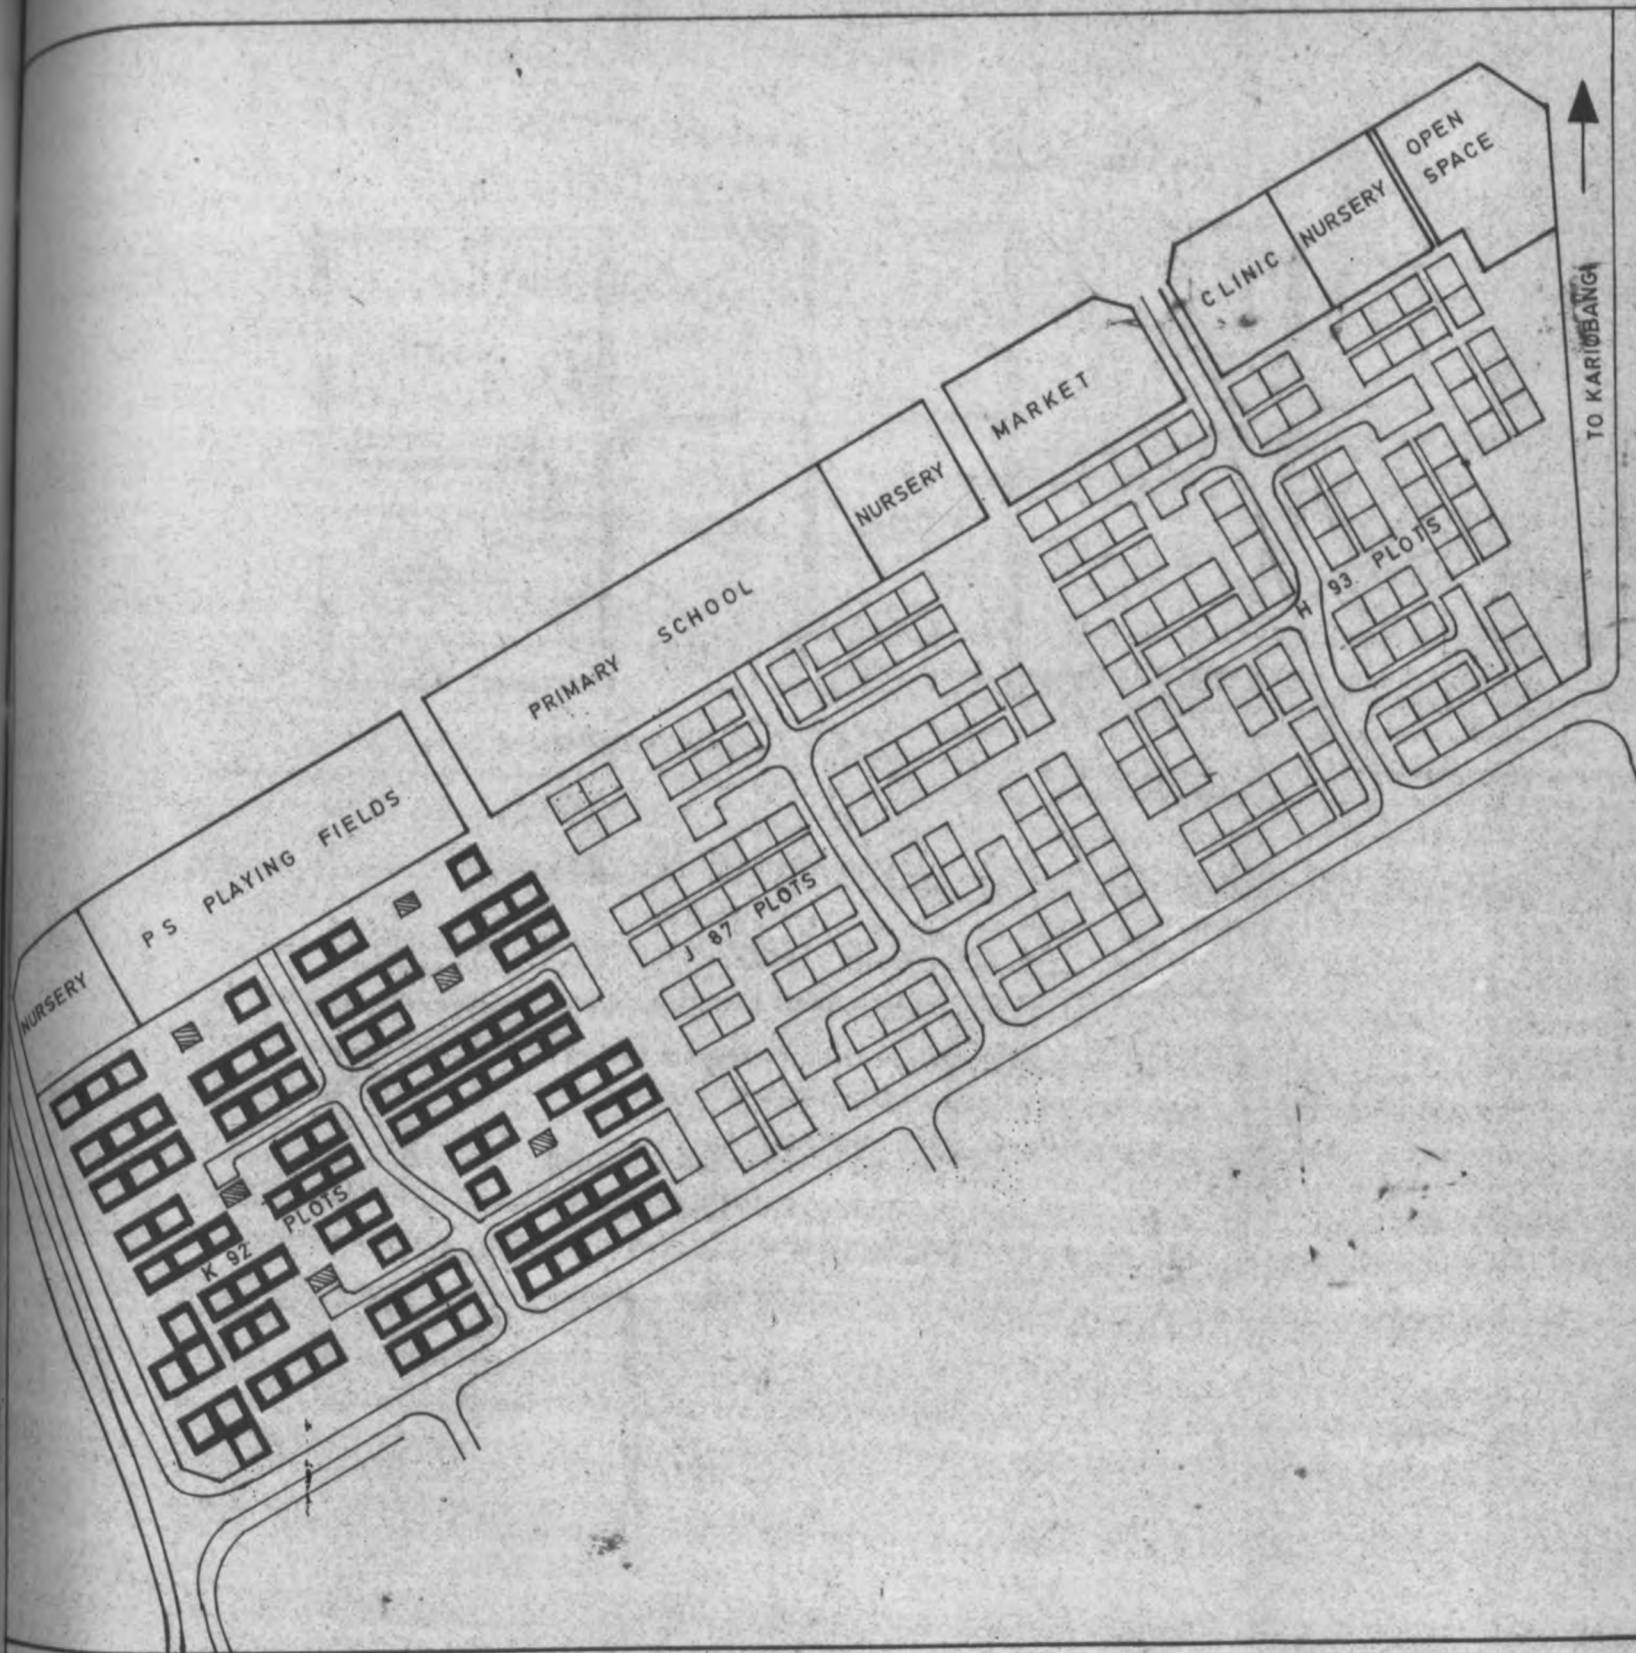 OPEN
SPACE
NURSERY
CLINIC
TO KARIOBANGI
MARKET
NURSERY
H 93 PLOTS
PRIMARY SCHOOL
J 87 PLOTS
P S PLAYING FIELDS
NURSERY
K 92 PLOTS